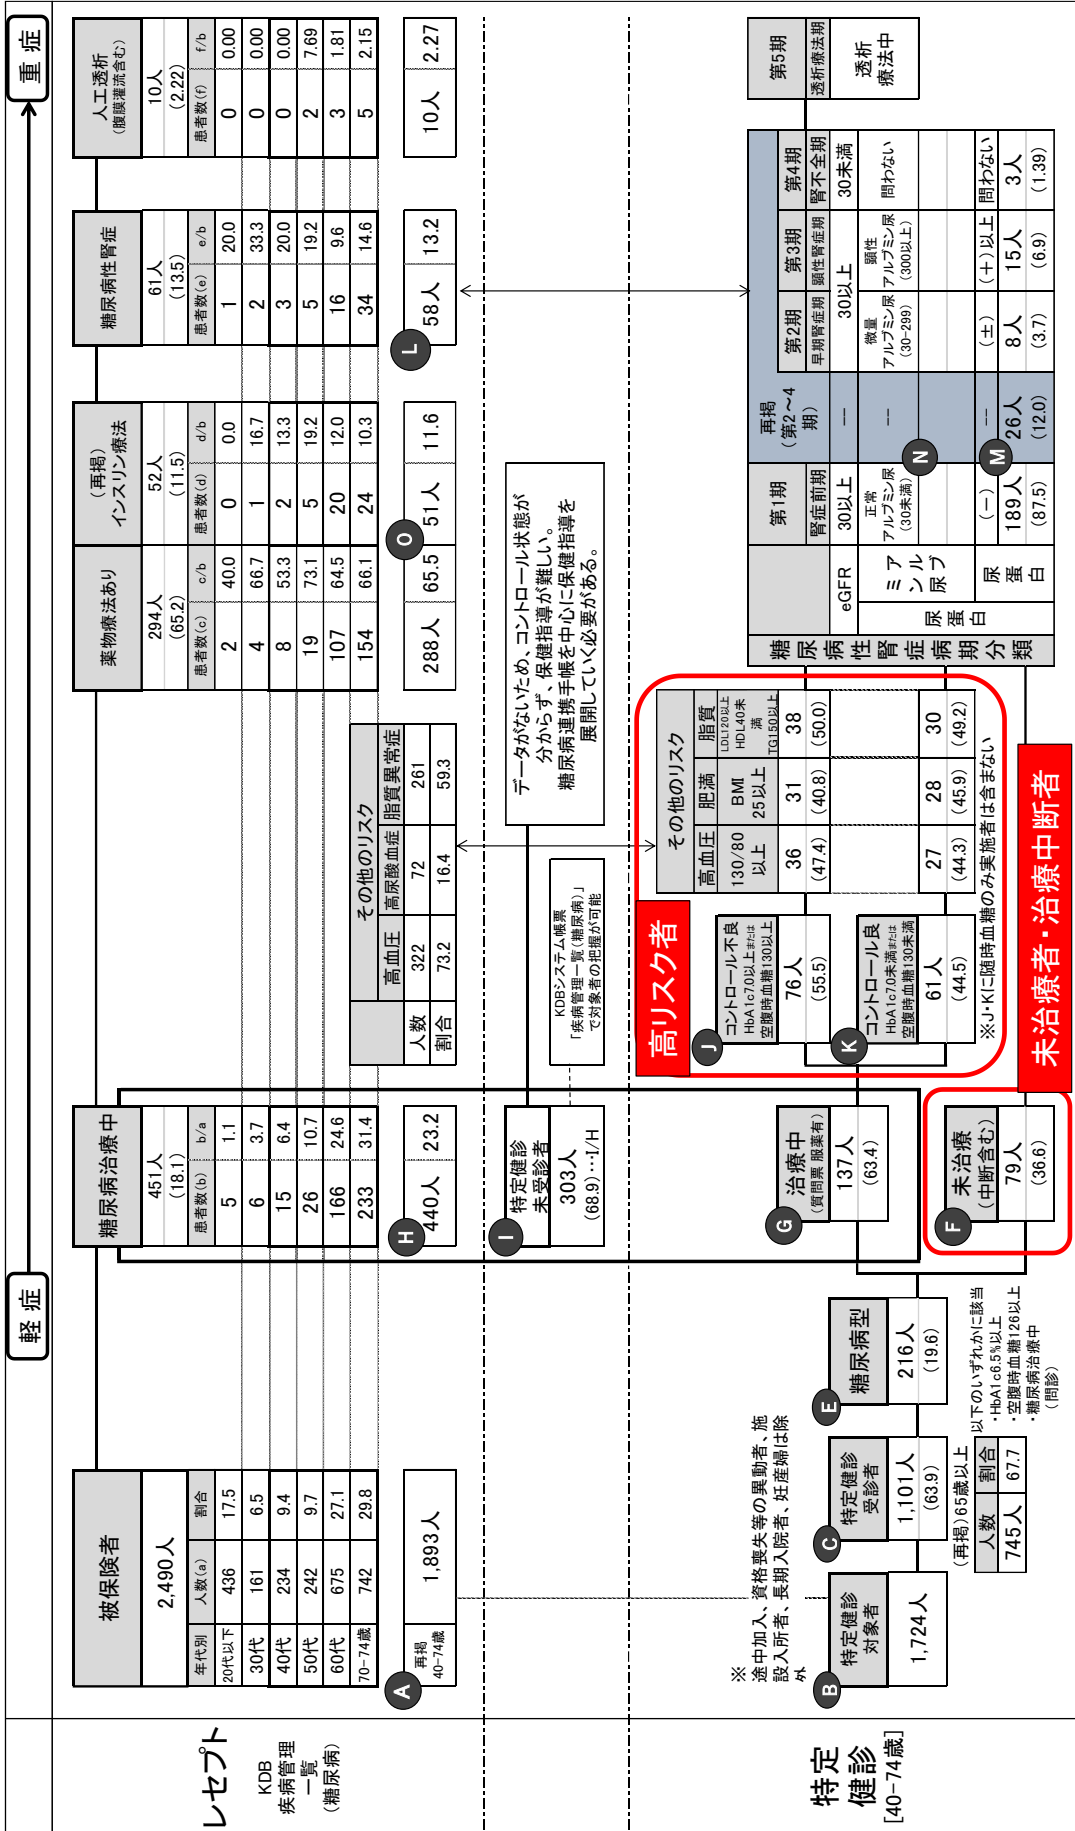 軽症
重症
レセプト
KDB
疾病管理
一覧
(糖尿病)
被保険者
2,490人
年代別 人数(a) 割合
20代以下 436 17.5
30代 161 6.5
40代 234 9.4
50代 242 9.7
60代 675 27.1
70-74歳 742 29.8
A
再掲
40-74歳
1,893人
糖尿病治療中
451人
(18.1)
患者数(b) b/a
5 1.1
6 3.7
15 6.4
26 10.7
166 24.6
233 31.4
H
440人 23.2
その他のリスク
高血圧 高尿酸血症 脂質異常症
人数 322 72 261
割合 73.2 16.4 59.3
薬物療法あり
294人
(65.2)
患者数(c) c/b
2 40.0
4 66.7
8 53.3
19 73.1
107 64.5
154 66.1
288人 65.5
(再掲)
インスリン療法
52人
(11.5)
患者数(d) d/b
0 0.0
1 16.7
2 13.3
5 19.2
20 12.0
24 10.3
O
51人 11.6
糖尿病性腎症
61人
(13.5)
患者数(e) e/b
1 20.0
2 33.3
3 20.0
5 19.2
16 9.6
34 14.6
L
58人 13.2
人工透析
(腹膜灌流含む)
10人
(2.22)
患者数(f) f/b
0 0.00
0 0.00
0 0.00
2 7.69
3 1.81
5 2.15
10人 2.27
I
特定健診
未受診者
303人
(68.9)…I/H
KDBシステム帳票
「疾病管理一覧(糖尿病)」
で対象者の把握が可能
データがないため、コントロール状態が
分からず、保健指導が難しい。
糖尿病連携手帳を中心に保健指導を
展開していく必要がある。
特定
健診
[40-74歳]
※
途中加入、資格喪失等の異動者、施
設入所者、長期入院者、妊産婦は除
外
B
特定健診
対象者
1,724人
C
特定健診
受診者
1,101人
(63.9)
(再掲)65歳以上
人数 割合
745人 67.7
E
糖尿病型
216人
(19.6)
以下のいずれかに該当
・HbA1c6.5%以上
・空腹時血糖126以上
・糖尿病治療中
(問診)
G
治療中
(質問票 服薬有)
137人
(63.4)
F
未治療
(中断含む)
79人
(36.6)
未治療者・治療中断者
高リスク者
J
コントロール不良
HbA1c7.0以上または
空腹時血糖130以上
76人
(55.5)
K
コントロール良
HbA1c7.0未満または
空腹時血糖130未満
61人
(44.5)
その他のリスク
高血圧 肥満 脂質
130/80
以上
BMI
25以上
LDL120以上
HDL40未
満
TG150以上
36 31 38
(47.4) (40.8) (50.0)
27 28 30
(44.3) (45.9) (49.2)
※J・Kに随時血糖のみ実施者は含まない
糖尿病性腎症病期分類
第1期 再掲
(第2～4
期)
第2期 第3期 第4期 第5期
腎症前期 早期腎症期 顕性腎症期 腎不全期 透析療法期
eGFR 30以上 -- 30以上 30未満
透析
療法中
尿蛋白
アルブミン尿
正常
アルブミン尿
(30未満)
--
微量
アルブミン尿
(30-299)
顕性
アルブミン尿
(300以上)
問わない
N
尿蛋白
(－) -- (±) (+)以上 問わない
M
189人 26人 8人 15人 3人
(87.5) (12.0) (3.7) (6.9) (1.39)